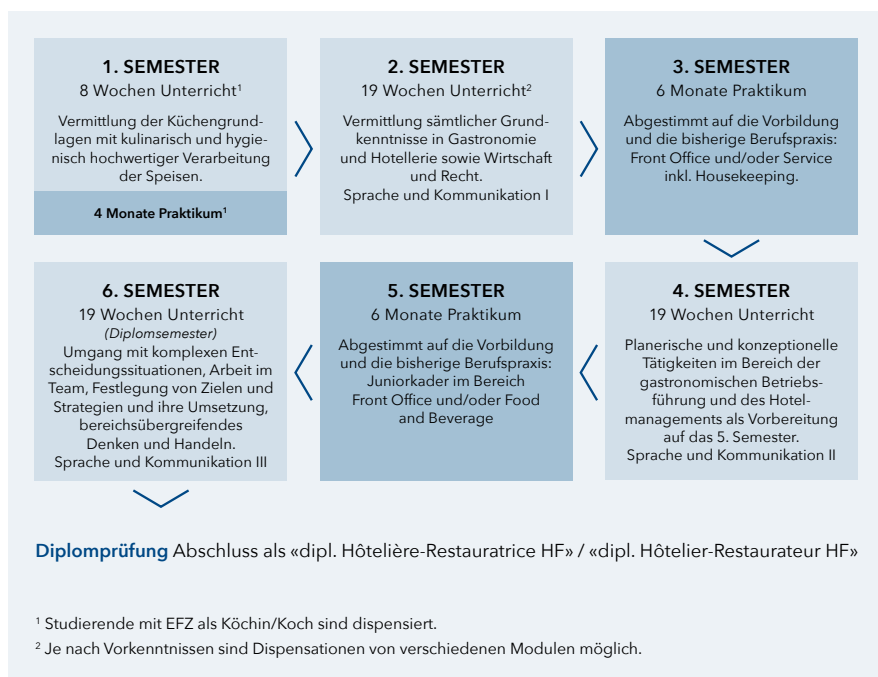 1. SEMESTER
8 Wochen Unterricht¹
Vermittlung der Küchengrund-
lagen mit kulinarisch und hygie-
nisch hochwertiger Verarbeitung
der Speisen.
4 Monate Praktikum¹
2. SEMESTER
19 Wochen Unterricht²
Vermittlung sämtlicher Grund-
kenntnisse in Gastronomie
und Hotellerie sowie Wirtschaft
und Recht.
Sprache und Kommunikation I
3. SEMESTER
6 Monate Praktikum
Abgestimmt auf die Vorbildung
und die bisherige Berufspraxis:
Front Office und/oder Service
inkl. Housekeeping.
4. SEMESTER
19 Wochen Unterricht
Planerische und konzeptionelle
Tätigkeiten im Bereich der
gastronomischen Betriebs-
führung und des Hotel-
managements als Vorbereitung
auf das 5. Semester.
Sprache und Kommunikation II
5. SEMESTER
6 Monate Praktikum
Abgestimmt auf die Vorbildung
und die bisherige Berufspraxis:
Juniorkader im Bereich
Front Office und/oder Food
and Beverage
6. SEMESTER
19 Wochen Unterricht
(Diplomsemester)
Umgang mit komplexen Ent-
scheidungssituationen, Arbeit im
Team, Festlegung von Zielen und
Strategien und ihre Umsetzung,
bereichsübergreifendes
Denken und Handeln.
Sprache und Kommunikation III
Diplomprüfung Abschluss als «dipl. Hôtelière-Restauratrice HF» / «dipl. Hôtelier-Restaurateur HF»
¹ Studierende mit EFZ als Köchin/Koch sind dispensiert.
² Je nach Vorkenntnissen sind Dispensationen von verschiedenen Modulen möglich.